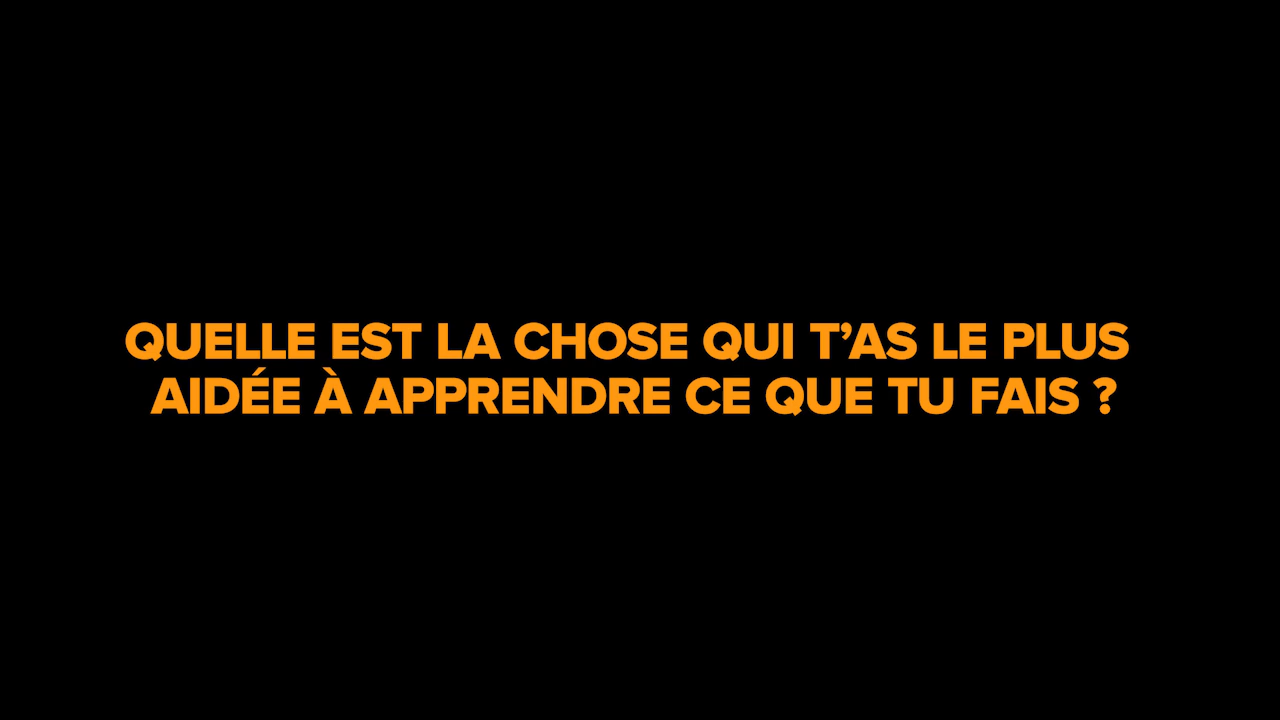 QUELLE EST LA CHOSE QUI T’AS LE PLUS
AIDÉE À APPRENDRE CE QUE TU FAIS ?